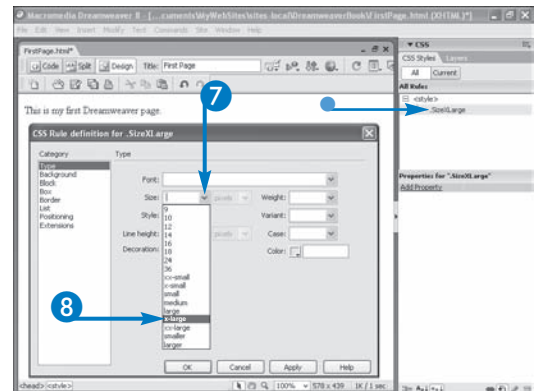 Macromedia Dreamweaver 8 - [...cuments\MyWebSites\sites-local\DreamweaverBook\FirstPage.html (XHTML)*]
File Edit View Insert Modify Text Commands Site Window Help
FirstPage.html*
Code Split Design Title: First Page
This is my first Dreamweaver page.
7
CSS
CSS Styles Layers
All Current
All Rules
<style>
.SizeXLarge
Properties for ".SizeXLarge"
Add Property
CSS Rule definition for .SizeXLarge
Category
Type
Background
Block
Box
Border
List
Positioning
Extensions
Type
Font:
Size: pixels Weight:
Style: Variant:
Line height: pixels Case:
Decoration: Color:
9
10
12
14
16
18
24
36
xx-small
x-small
small
medium
large
x-large
xx-large
smaller
larger
8
OK Cancel Apply Help
<head> <style> 100% 578 x 439 1K / 1 sec